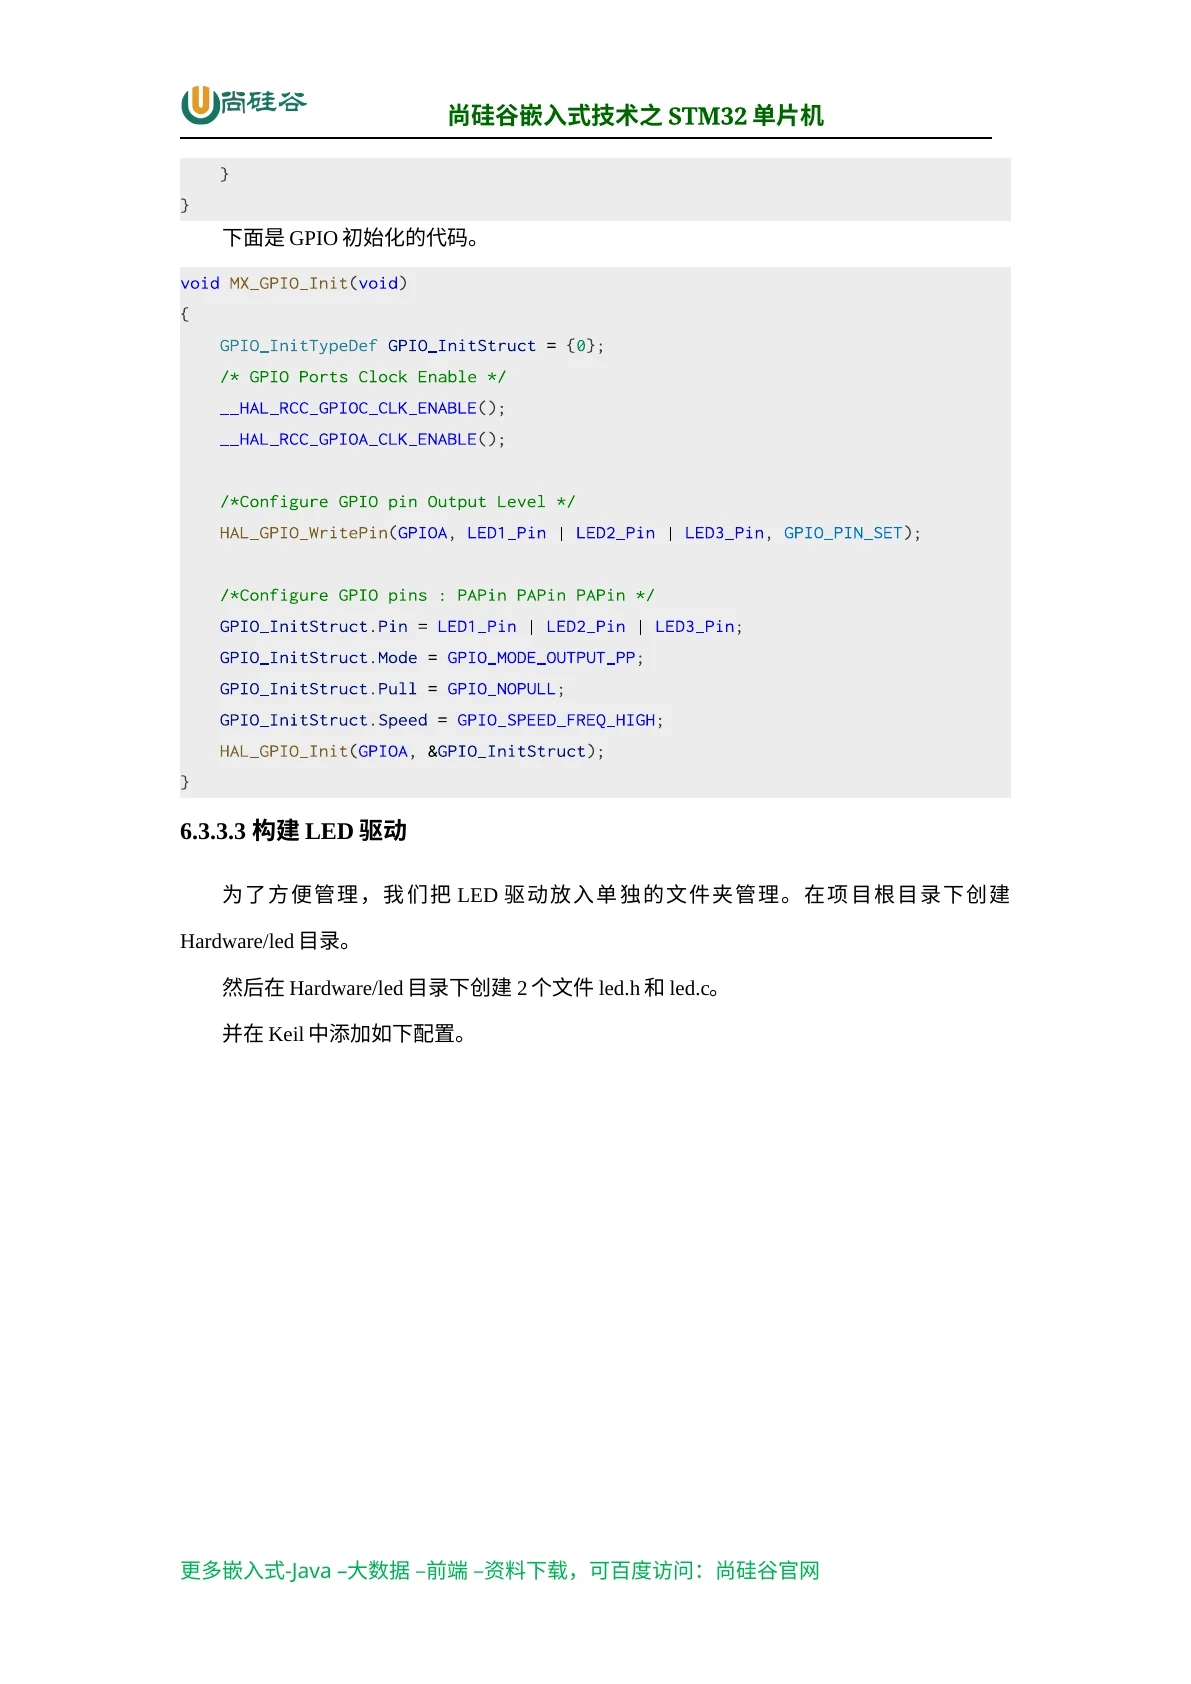 尚硅谷
尚硅谷嵌入式技术之 STM32 单片机
    }
}
下面是 GPIO 初始化的代码。
void MX_GPIO_Init(void)
{
    GPIO_InitTypeDef GPIO_InitStruct = {0};
    /* GPIO Ports Clock Enable */
    __HAL_RCC_GPIOC_CLK_ENABLE();
    __HAL_RCC_GPIOA_CLK_ENABLE();
    /*Configure GPIO pin Output Level */
    HAL_GPIO_WritePin(GPIOA, LED1_Pin | LED2_Pin | LED3_Pin, GPIO_PIN_SET);
    /*Configure GPIO pins : PAPin PAPin PAPin */
    GPIO_InitStruct.Pin = LED1_Pin | LED2_Pin | LED3_Pin;
    GPIO_InitStruct.Mode = GPIO_MODE_OUTPUT_PP;
    GPIO_InitStruct.Pull = GPIO_NOPULL;
    GPIO_InitStruct.Speed = GPIO_SPEED_FREQ_HIGH;
    HAL_GPIO_Init(GPIOA, &GPIO_InitStruct);
}
6.3.3.3 构建 LED 驱动
为了方便管理，我们把 LED 驱动放入单独的文件夹管理。在项目根目录下创建
Hardware/led 目录。
然后在 Hardware/led 目录下创建 2 个文件 led.h 和 led.c。
并在 Keil 中添加如下配置。
更多嵌入式-Java –大数据 –前端 –资料下载，可百度访问：尚硅谷官网